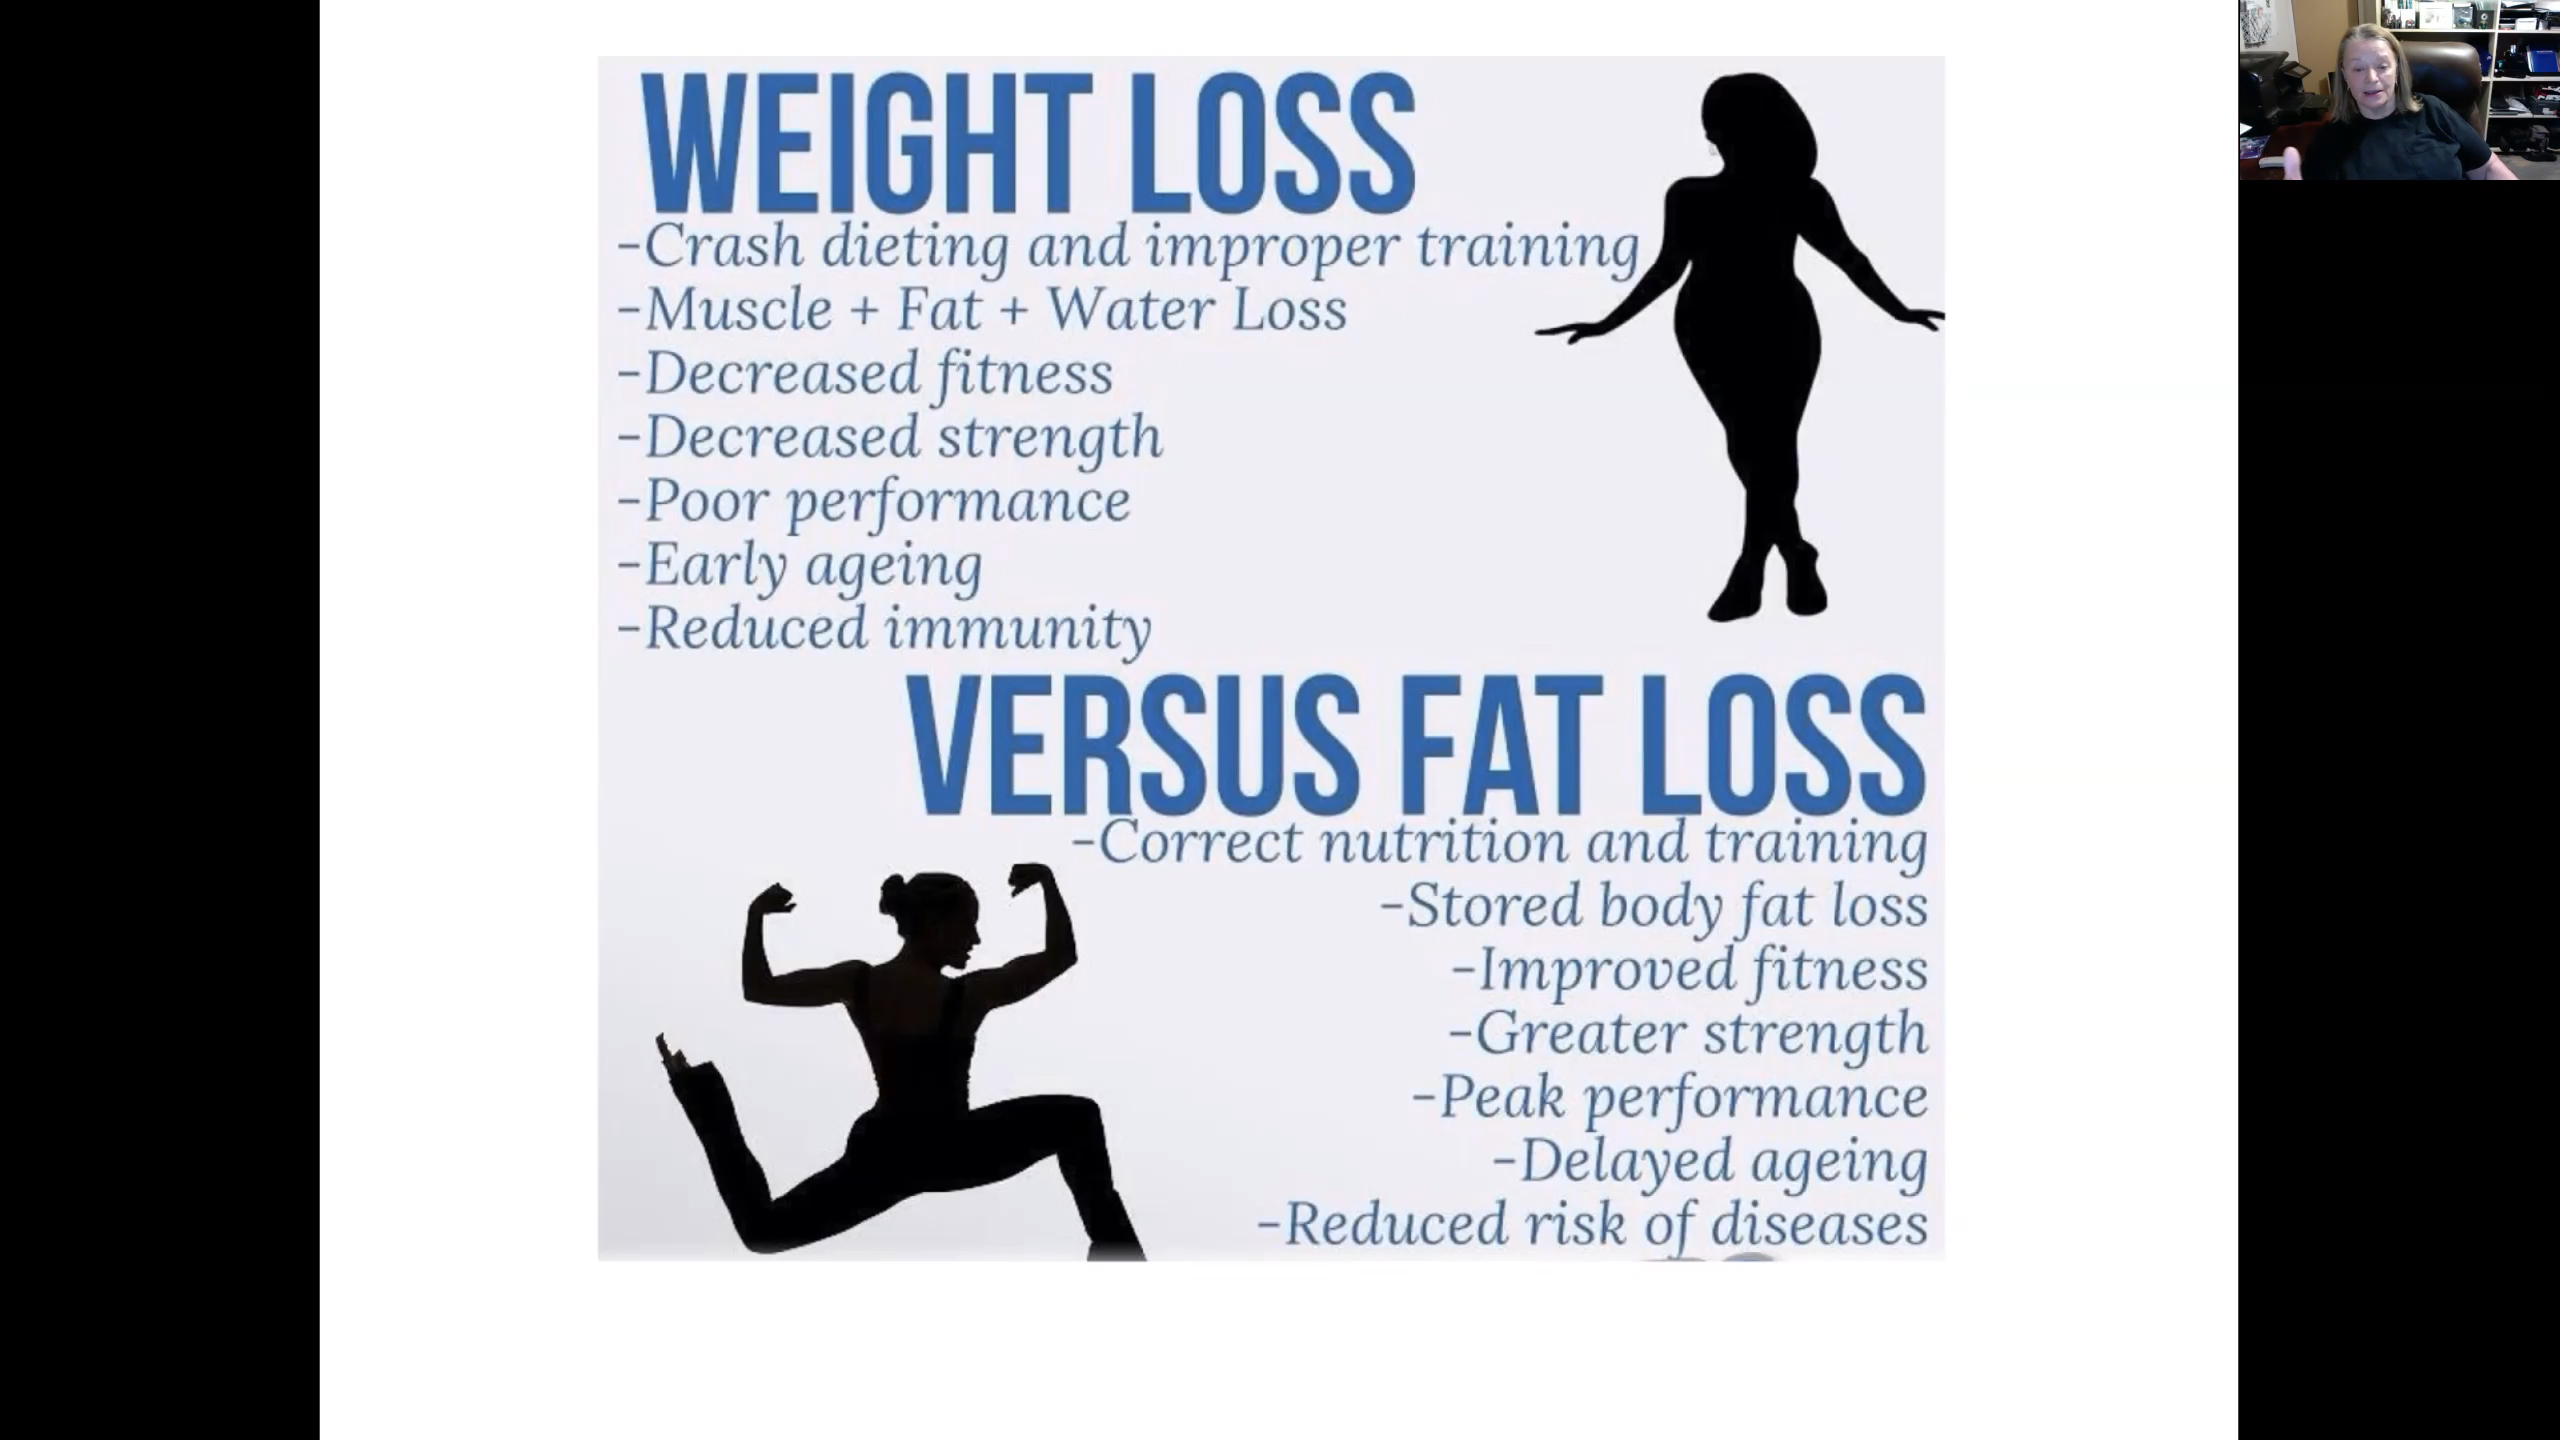 WEIGHT LOSS
-Crash dieting and improper training
-Muscle + Fat + Water Loss
-Decreased fitness
-Decreased strength
-Poor performance
-Early ageing
-Reduced immunity
VERSUS FAT LOSS
-Correct nutrition and training
-Stored body fat loss
-Improved fitness
-Greater strength
-Peak performance
-Delayed ageing
-Reduced risk of diseases